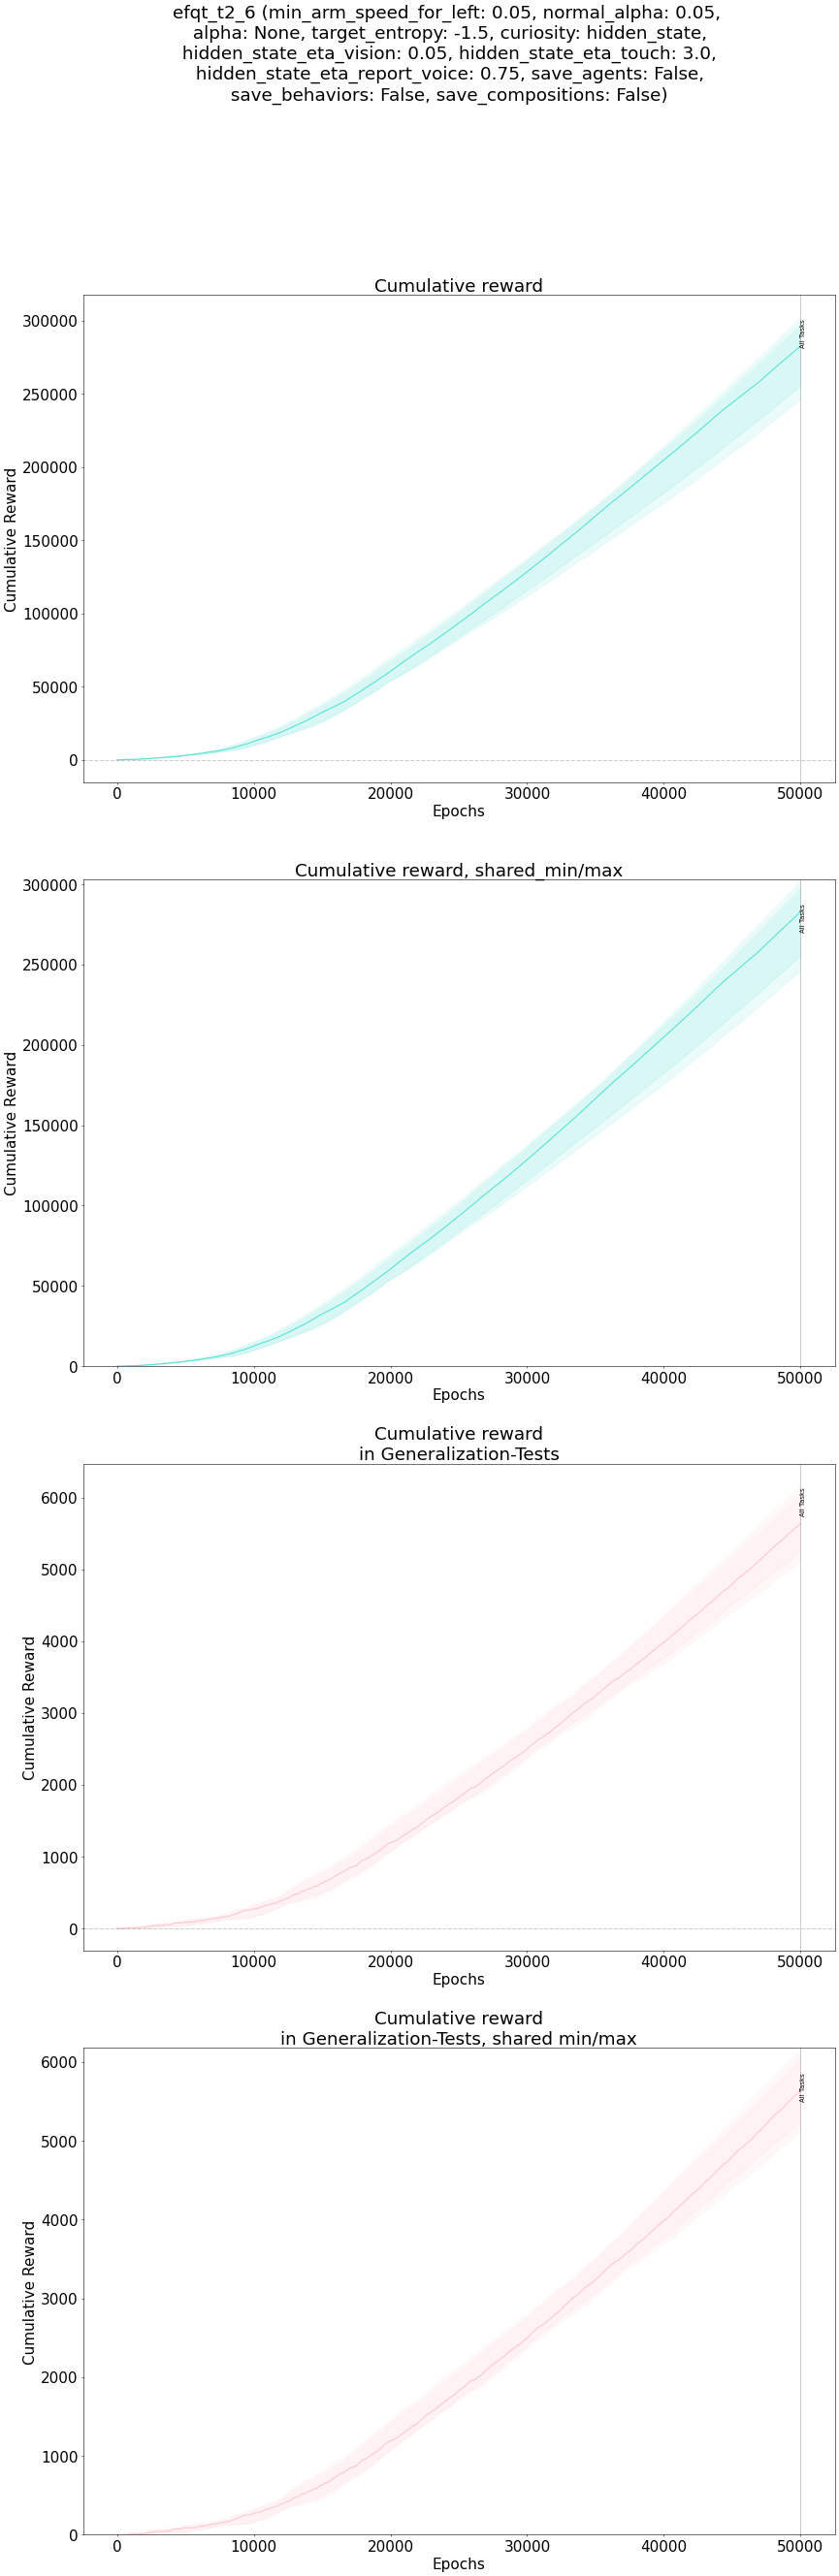 efqt_t2_6 (min_arm_speed_for_left: 0.05, normal_alpha: 0.05,
alpha: None, target_entropy: -1.5, curiosity: hidden_state,
hidden_state_eta_vision: 0.05, hidden_state_eta_touch: 3.0,
hidden_state_eta_report_voice: 0.75, save_agents: False,
save_behaviors: False, save_compositions: False)
Cumulative reward
300000
250000
200000
150000
100000
50000
0
Cumulative Reward
All Tasks
0 10000 20000 30000 40000 50000
Epochs
Cumulative reward, shared_min/max
300000
250000
200000
150000
100000
50000
0
Cumulative Reward
All Tasks
0 10000 20000 30000 40000 50000
Epochs
Cumulative reward
in Generalization-Tests
6000
5000
4000
3000
2000
1000
0
Cumulative Reward
All Tasks
0 10000 20000 30000 40000 50000
Epochs
Cumulative reward
in Generalization-Tests, shared min/max
6000
5000
4000
3000
2000
1000
0
Cumulative Reward
All Tasks
0 10000 20000 30000 40000 50000
Epochs